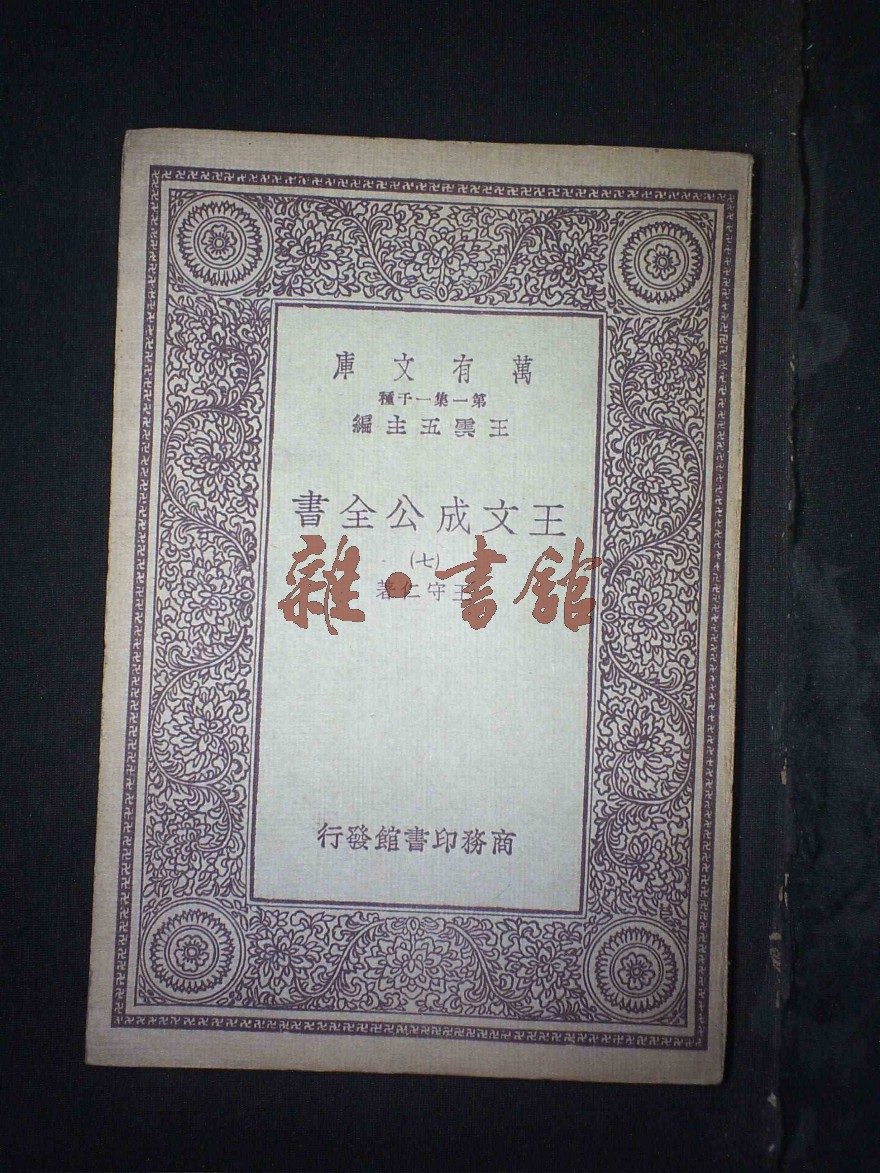 萬有文庫
第一集一千種
王雲五主編
王文成公全書
(七)
王守仁著
雜·書館
商務印書館發行